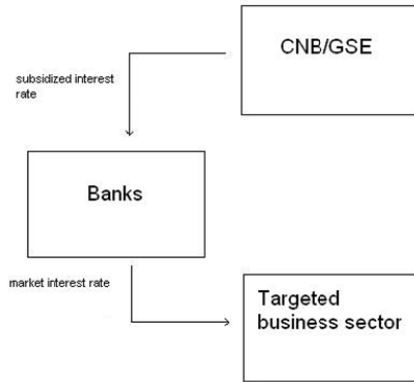 CNB/GSE
subsidized interest
rate
Banks
market interest rate
Targeted
business sector